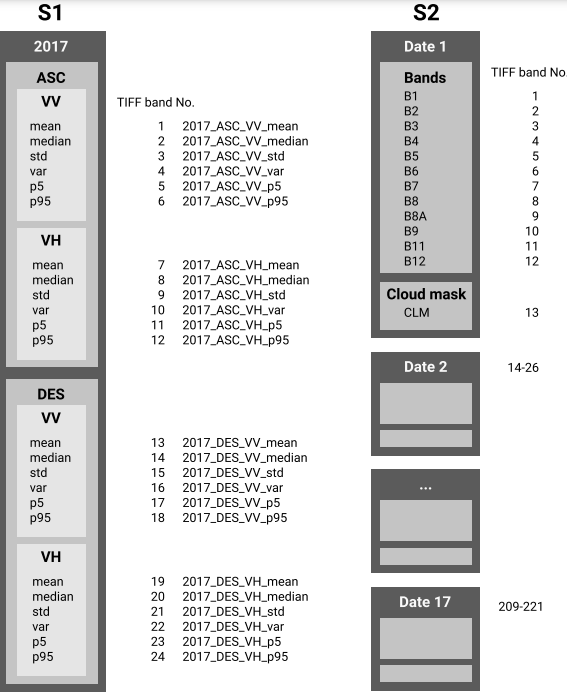 S1
2017
ASC
VV
TIFF band No.
mean 1 2017_ASC_VV_mean
median 2 2017_ASC_VV_median
std 3 2017_ASC_VV_std
var 4 2017_ASC_VV_var
p5 5 2017_ASC_VV_p5
p95 6 2017_ASC_VV_p95
VH
mean 7 2017_ASC_VH_mean
median 8 2017_ASC_VH_median
std 9 2017_ASC_VH_std
var 10 2017_ASC_VH_var
p5 11 2017_ASC_VH_p5
p95 12 2017_ASC_VH_p95
DES
VV
mean 13 2017_DES_VV_mean
median 14 2017_DES_VV_median
std 15 2017_DES_VV_std
var 16 2017_DES_VV_var
p5 17 2017_DES_VV_p5
p95 18 2017_DES_VV_p95
VH
mean 19 2017_DES_VH_mean
median 20 2017_DES_VH_median
std 21 2017_DES_VH_std
var 22 2017_DES_VH_var
p5 23 2017_DES_VH_p5
p95 24 2017_DES_VH_p95
S2
Date 1
TIFF band No.
Bands
B1 1
B2 2
B3 3
B4 4
B5 5
B6 6
B7 7
B8 8
B8A 9
B9 10
B11 11
B12 12
Cloud mask
CLM 13
Date 2 14-26
...
Date 17 209-221